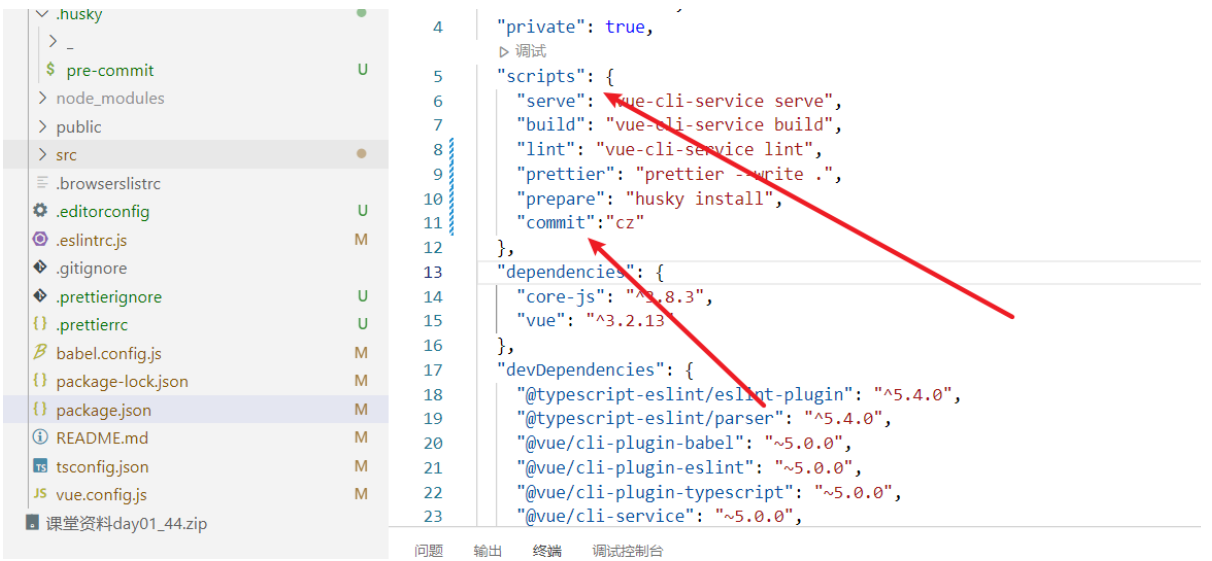 .husky
_
$ pre-commit U
node_modules
public
src
.browserslistrc
.editorconfig U
.eslintrc.js M
.gitignore
.prettierignore U
{} .prettierrc U
babel.config.js M
{} package-lock.json M
{} package.json M
README.md M
TS tsconfig.json M
JS vue.config.js M
课堂资料day01_44.zip
4 "private": true,
调试
5 "scripts": {
6 "serve": "vue-cli-service serve",
7 "build": "vue-cli-service build",
8 "lint": "vue-cli-service lint",
9 "prettier": "prettier --write .",
10 "prepare": "husky install",
11 "commit":"cz"
12 },
13 "dependencies": {
14 "core-js": "^3.8.3",
15 "vue": "^3.2.13"
16 },
17 "devDependencies": {
18 "@typescript-eslint/eslint-plugin": "^5.4.0",
19 "@typescript-eslint/parser": "^5.4.0",
20 "@vue/cli-plugin-babel": "~5.0.0",
21 "@vue/cli-plugin-eslint": "~5.0.0",
22 "@vue/cli-plugin-typescript": "~5.0.0",
23 "@vue/cli-service": "~5.0.0",
问题 输出 终端 调试控制台